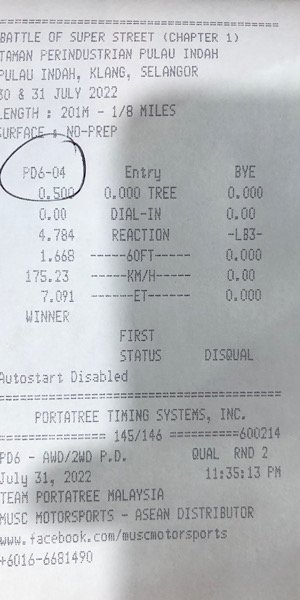 BATTLE OF SUPER STREET (CHAPTER 1)
TAMAN PERINDUSTRIAN PULAU INDAH
PULAU INDAH, KLANG, SELANGOR
30 & 31 JULY 2022
LENGTH : 201M - 1/8 MILES
SURFACE : NO-PREP
PD6-04 Entry BYE
0.500 0.000 TREE 0.000
0.00 DIAL-IN 0.00
4.784 REACTION -LB3-
1.668 -----60FT----- 0.000
175.23 ------KM/H----- 0.00
7.091 -------ET------ 0.000
WINNER
FIRST
STATUS DISQUAL
Autostart Disabled
PORTATREE TIMING SYSTEMS, INC.
=============== 145/146 ==========600214
PD6 - AWD/2WD P.D. QUAL RND 2
July 31, 2022 11:35:13 PM
TEAM PORTATREE MALAYSIA
MUSC MOTORSPORTS - ASEAN DISTRIBUTOR
www.facebook.com/muscmotorsports
+6016-6681490